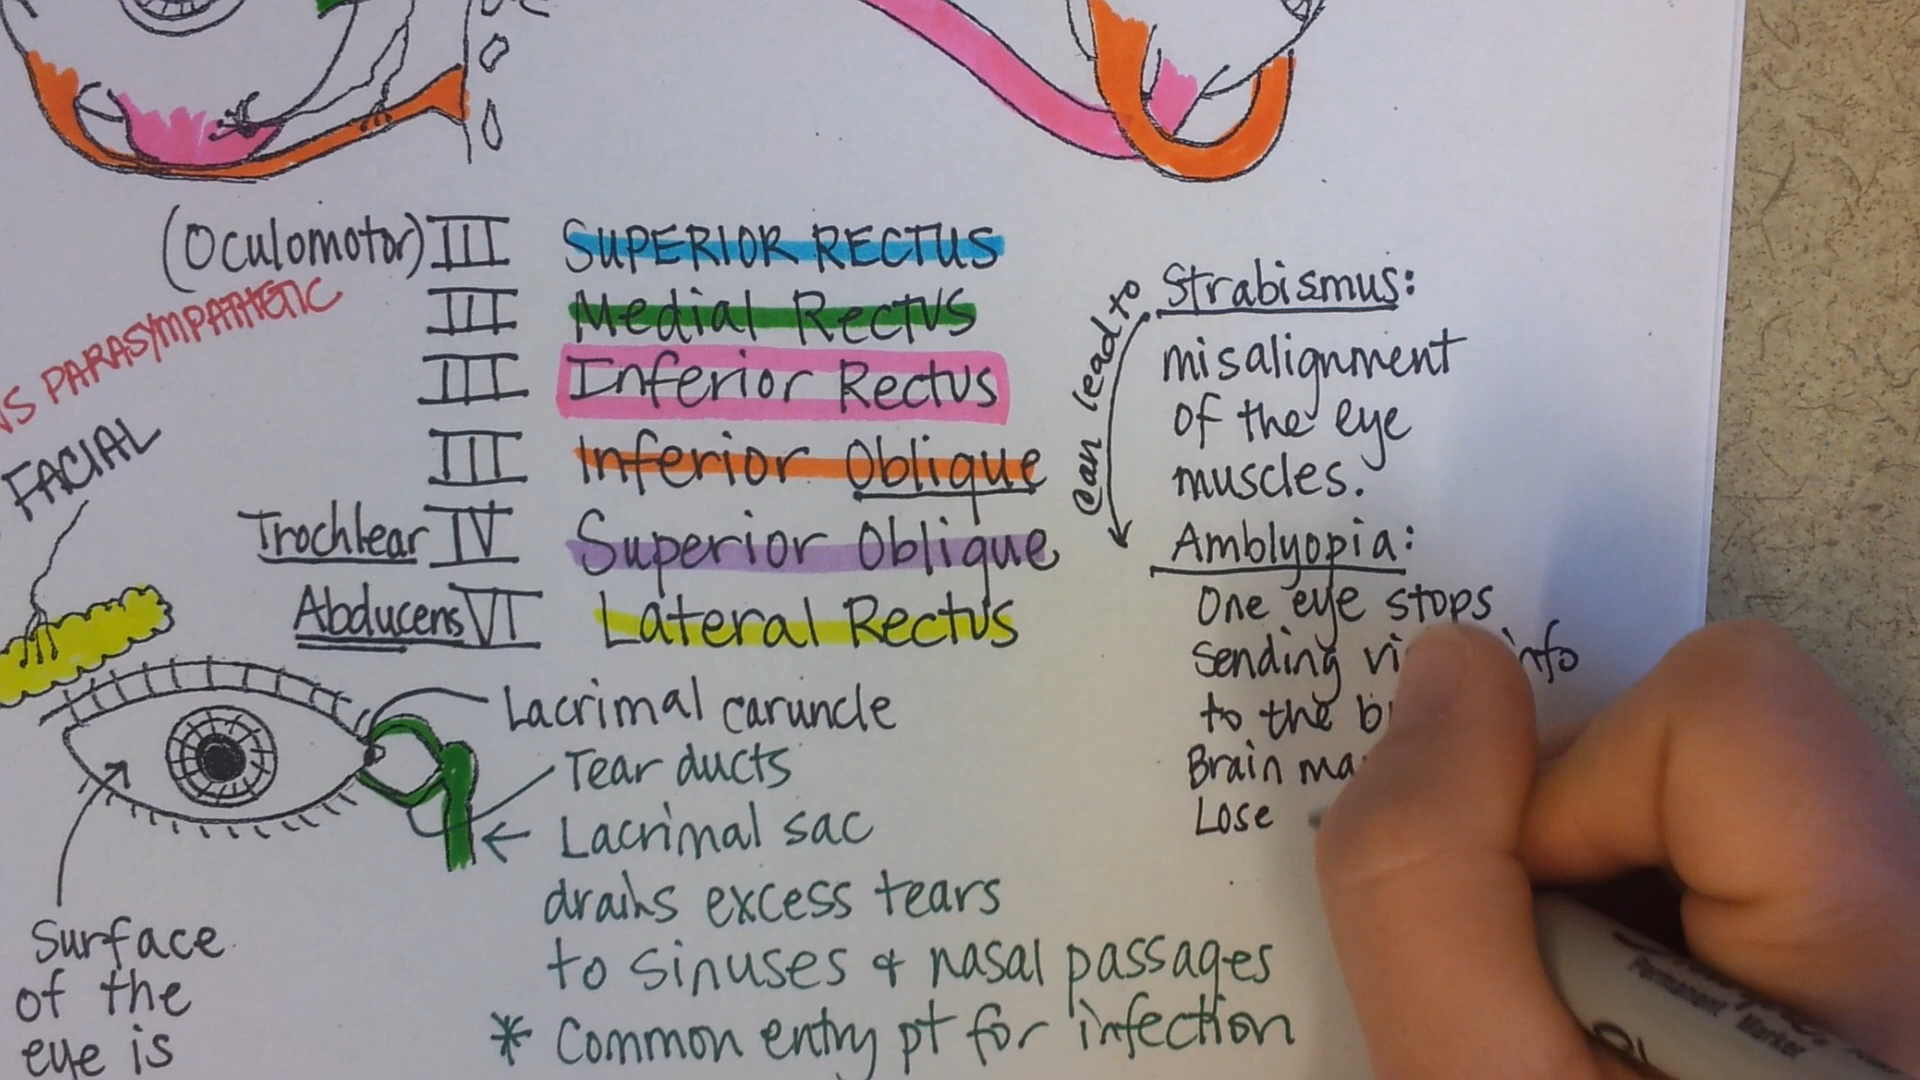 (Oculomotor) III SUPERIOR RECTUS
III Medial Rectus
III Inferior Rectus
III Inferior Oblique
Trochlear IV Superior Oblique
Abducens VI Lateral Rectus
PARASYMPATHETIC
FACIAL
can lead to
Strabismus:
misalignment
of the eye
muscles.
Amblyopia:
One eye stops
sending
to the
Brain
Lose
Lacrimal caruncle
Tear ducts
← Lacrimal sac
drains excess tears
to sinuses & nasal passages
* Common entry pt for infection
Surface
of the
eye is
Permanent Marker